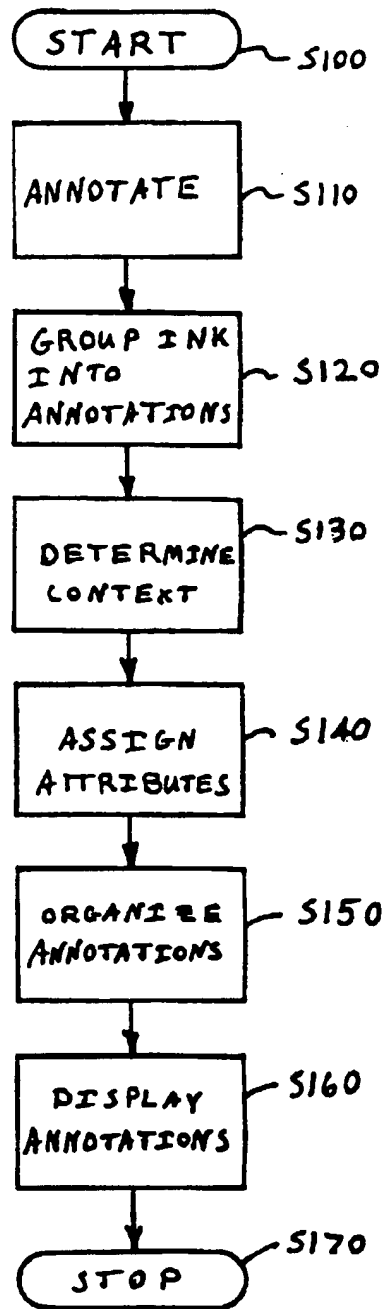 START
S100
ANNOTATE
S110
GROUP INK
INTO
ANNOTATIONS
S120
DETERMINE
CONTEXT
S130
ASSIGN
ATTRIBUTES
S140
ORGANIZE
ANNOTATIONS
S150
DISPLAY
ANNOTATIONS
S160
STOP
S170